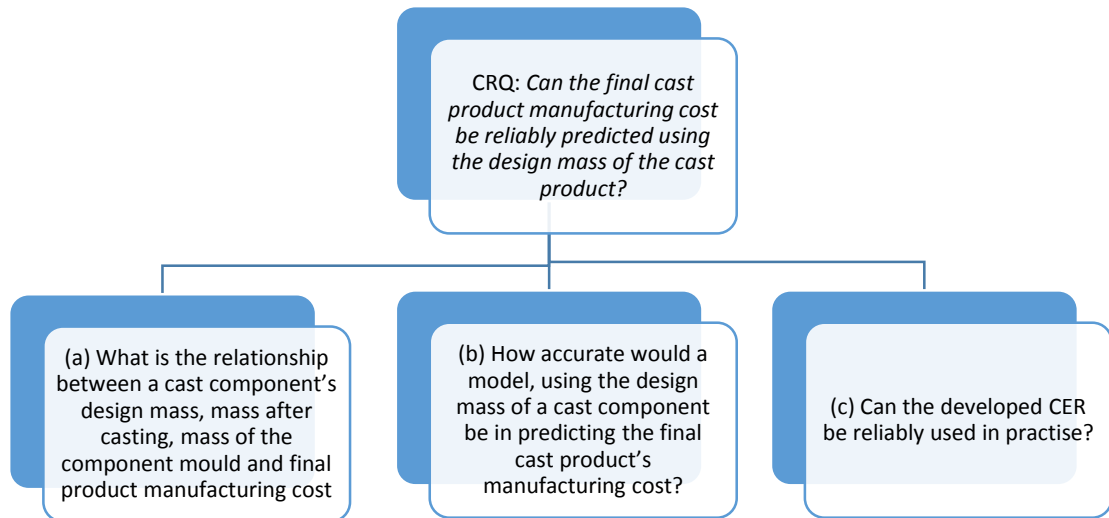 CRQ: Can the final cast
product manufacturing cost
be reliably predicted using
the design mass of the cast
product?
(a) What is the relationship
between a cast component’s
design mass, mass after
casting, mass of the
component mould and final
product manufacturing cost
(b) How accurate would a
model, using the design
mass of a cast component
be in predicting the final
cast product’s
manufacturing cost?
(c) Can the developed CER
be reliably used in practise?